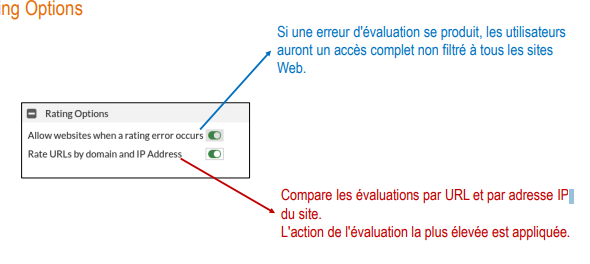 ng Options
Si une erreur d'évaluation se produit, les utilisateurs
auront un accès complet non filtré à tous les sites
Web.
Rating Options
Allow websites when a rating error occurs
Rate URLs by domain and IP Address
Compare les évaluations par URL et par adresse IP
du site.
L'action de l'évaluation la plus élevée est appliquée.